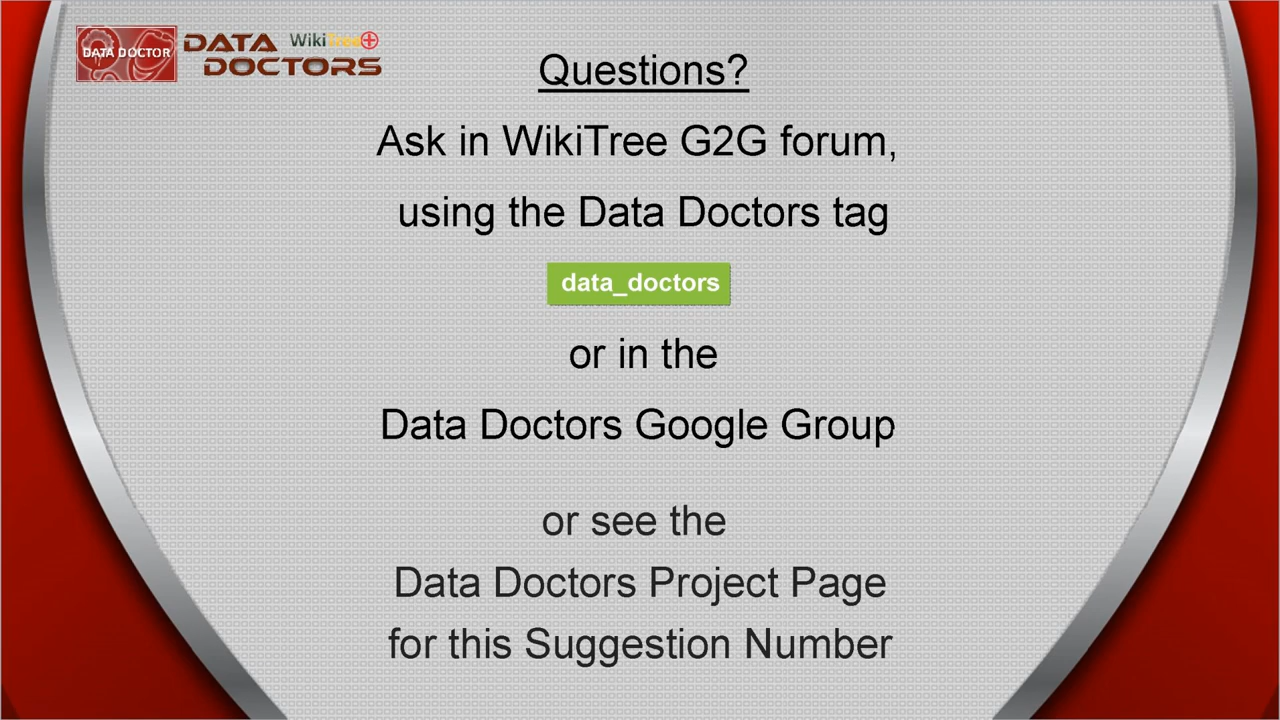 DATA DOCTOR
DATA
WikiTree
DOCTORS
Questions?
Ask in WikiTree G2G forum,
using the Data Doctors tag
data_doctors
or in the
Data Doctors Google Group
or see the
Data Doctors Project Page
for this Suggestion Number